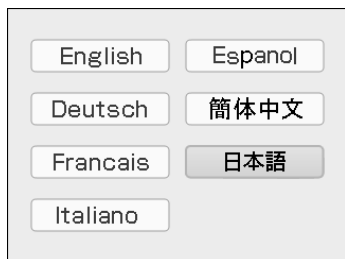 English
Espanol
Deutsch
簡体中文
Francais
日本語
Italiano